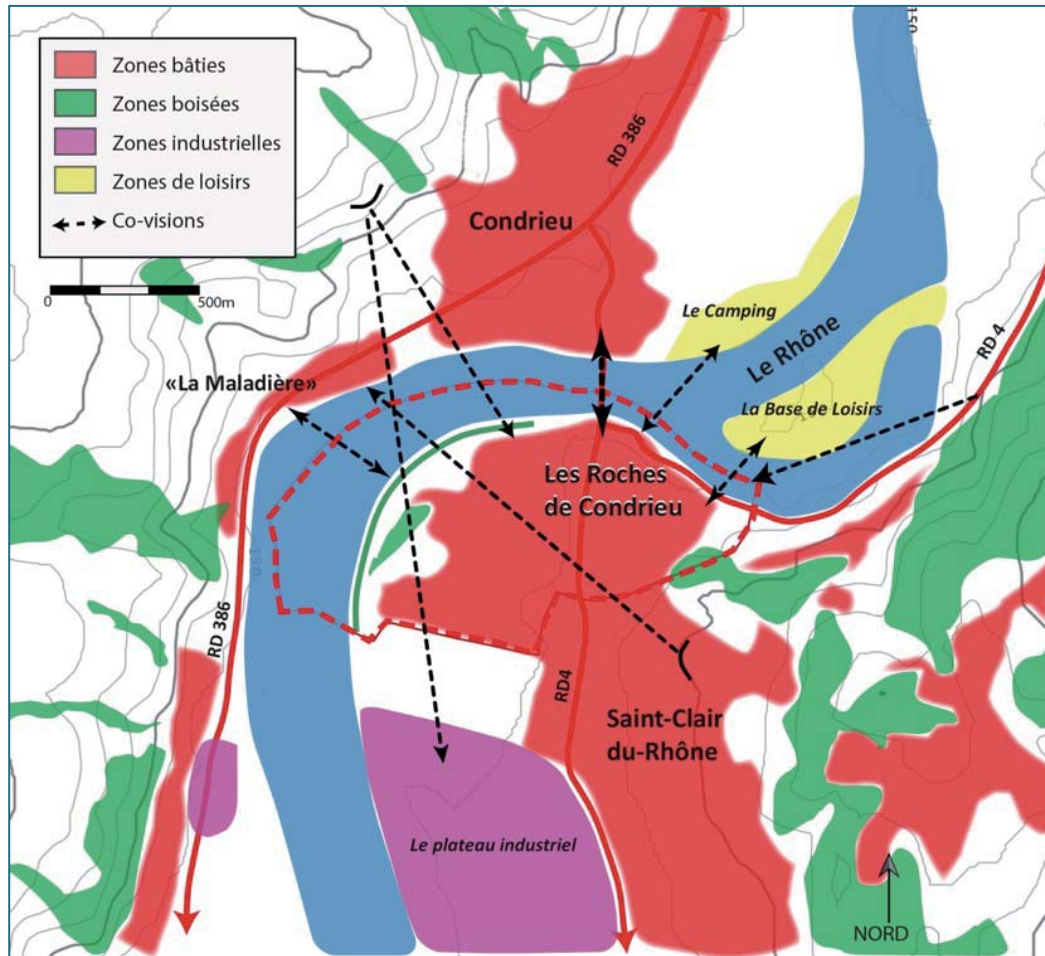 Zones bâties
Zones boisées
Zones industrielles
Zones de loisirs
Co-visions
0
500m
150
RD 386
Condrieu
Le Camping
Le Rhône
RD 4
«La Maladière»
La Base de Loisirs
Les Roches
de Condrieu
150
RD 386
RD4
Saint-Clair
du-Rhône
Le plateau industriel
NORD